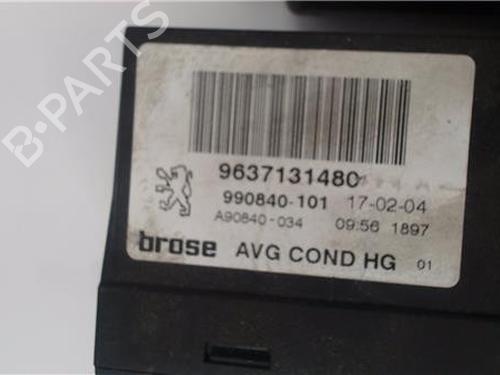 B-PARTS
9637131480
990840-101 17-02-04
A90840-034 09:56 1897
brose AVG COND HG 01